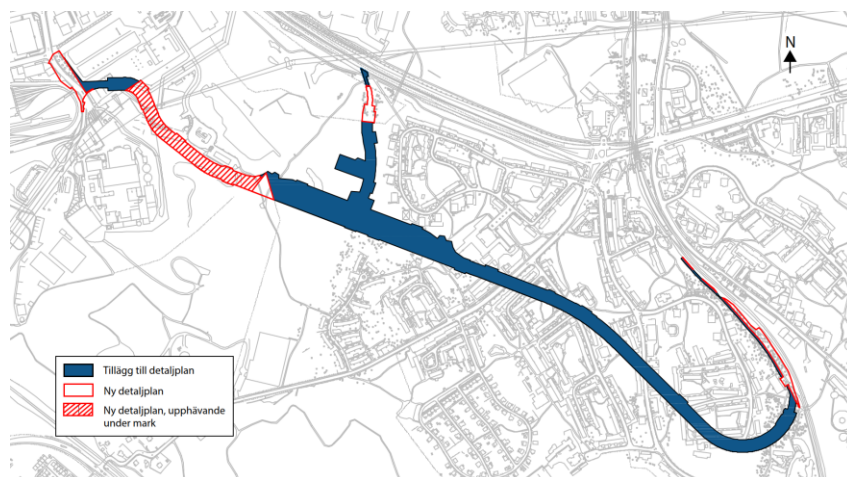 N
Tillägg till detaljplan
Ny detaljplan
Ny detaljplan, upphävande
under mark